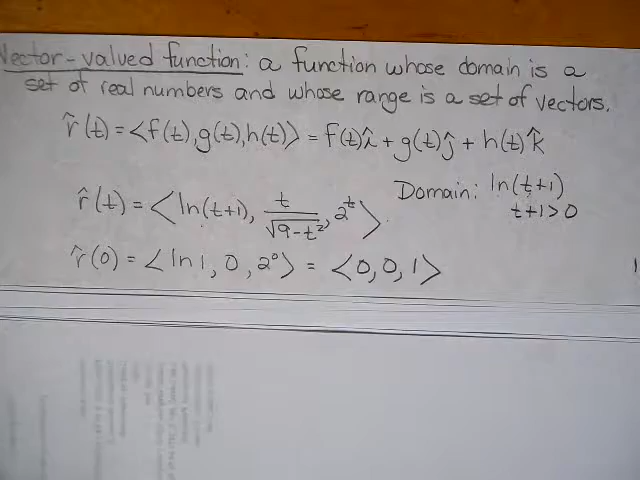 Vector-valued function: a function whose domain is a
set of real numbers and whose range is a set of vectors.
r̂(t) = <f(t), g(t), h(t)> = f(t)î + g(t)ĵ + h(t)k̂
r̂(t) = <ln(t+1), t/√(9-t²), 2^t>. Domain: ln(t+1)
t+1>0
r̂(0) = <ln 1, 0, 2⁰> = <0, 0, 1>